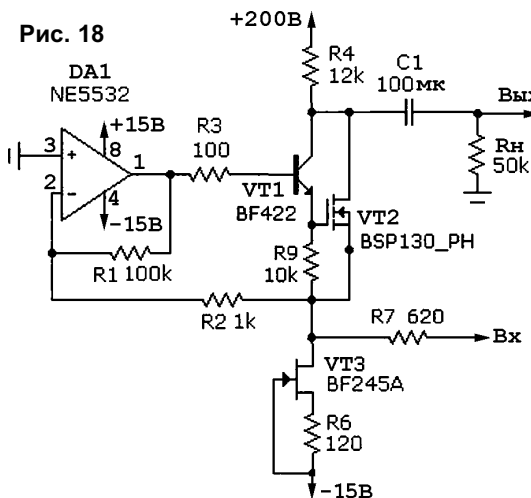 Рис. 18
+200В
R4
12k
C1
100мк
Вых
Rн
50k
DA1
NE5532
+15В
3
+
8
1
2
-
4
-15В
R3
100
VT1
BF422
VT2
BSP130_PH
R1 100k
R9
10k
R2 1k
R7 620
Вх
VT3
BF245A
R6
120
-15В